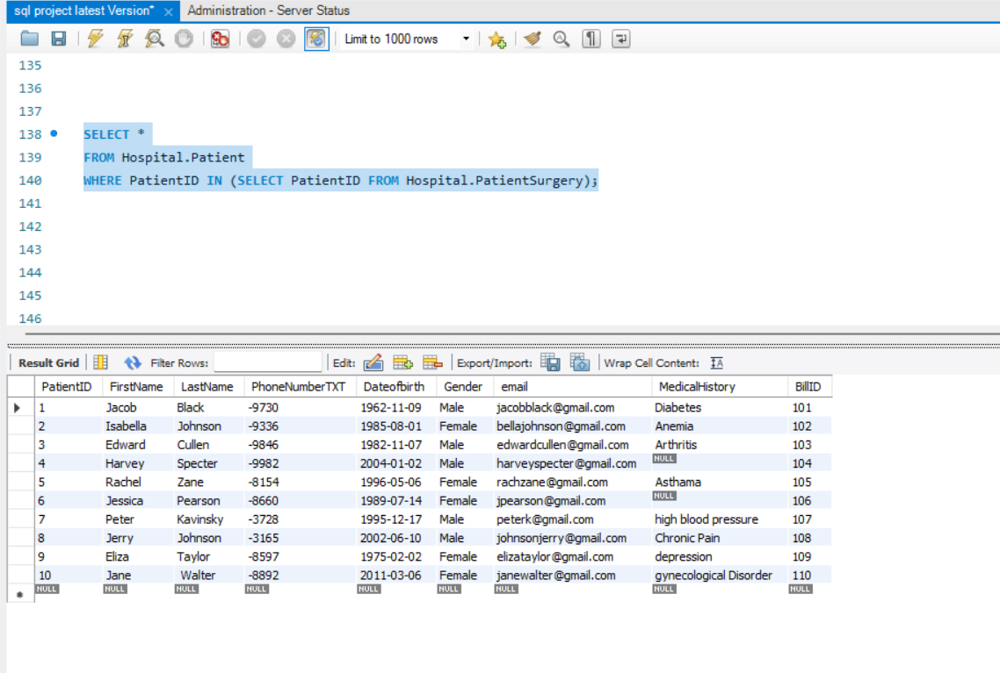 sql project latest Version* × Administration - Server Status
Limit to 1000 rows
135
136
137
138 SELECT *
139 FROM Hospital.Patient
140 WHERE PatientID IN (SELECT PatientID FROM Hospital.PatientSurgery);
141
142
143
144
145
146
Result Grid Filter Rows: Edit: Export/Import: Wrap Cell Content: IA
PatientID FirstName LastName PhoneNumberTXT Dateofbirth Gender email MedicalHistory BillID
1 Jacob Black -9730 1962-11-09 Male jacobblack@gmail.com Diabetes 101
2 Isabella Johnson -9336 1985-08-01 Female bellajohnson@gmail.com Anemia 102
3 Edward Cullen -9846 1982-11-07 Male edwardcullen@gmail.com Arthritis 103
4 Harvey Specter -9982 2004-01-02 Male harveyspecter@gmail.com NULL 104
5 Rachel Zane -8154 1996-05-06 Female rachzane@gmail.com Asthama 105
6 Jessica Pearson -8660 1989-07-14 Female jpearson@gmail.com NULL 106
7 Peter Kavinsky -3728 1995-12-17 Male peterk@gmail.com high blood pressure 107
8 Jerry Johnson -3165 2002-06-10 Male johnsonjerry@gmail.com Chronic Pain 108
9 Eliza Taylor -8597 1975-02-02 Female elizataylor@gmail.com depression 109
10 Jane Walter -8892 2011-03-06 Female janewalter@gmail.com gynecological Disorder 110
NULL NULL NULL NULL NULL NULL NULL NULL NULL